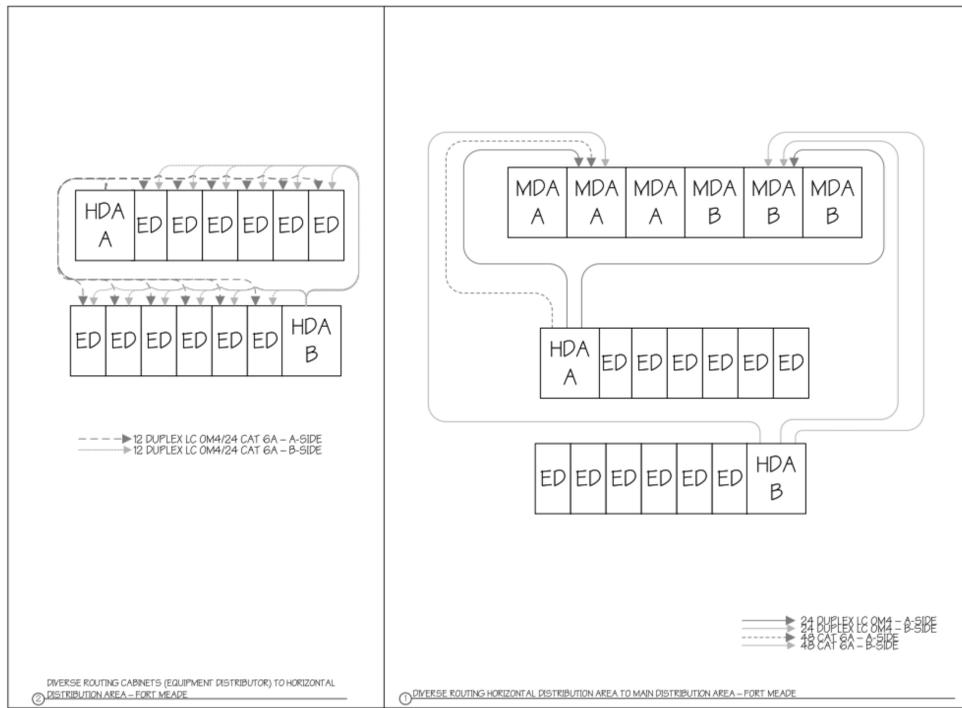 HDA
A
ED ED ED ED ED ED
ED ED ED ED ED ED
HDA
B
12 DUPLEX LC OM4/24 CAT 6A – A-SIDE
12 DUPLEX LC OM4/24 CAT 6A – B-SIDE
DIVERSE ROUTING CABINETS (EQUIPMENT DISTRIBUTOR) TO HORIZONTAL
2 DISTRIBUTION AREA – FORT MEADE
MDA MDA MDA MDA MDA MDA
A A A B B B
HDA
A
ED ED ED ED ED ED
ED ED ED ED ED ED
HDA
B
24 DUPLEX LC OM4 – A-SIDE
24 DUPLEX LC OM4 – B-SIDE
48 CAT 6A – A-SIDE
48 CAT 6A – B-SIDE
1 DIVERSE ROUTING HORIZONTAL DISTRIBUTION AREA TO MAIN DISTRIBUTION AREA – FORT MEADE